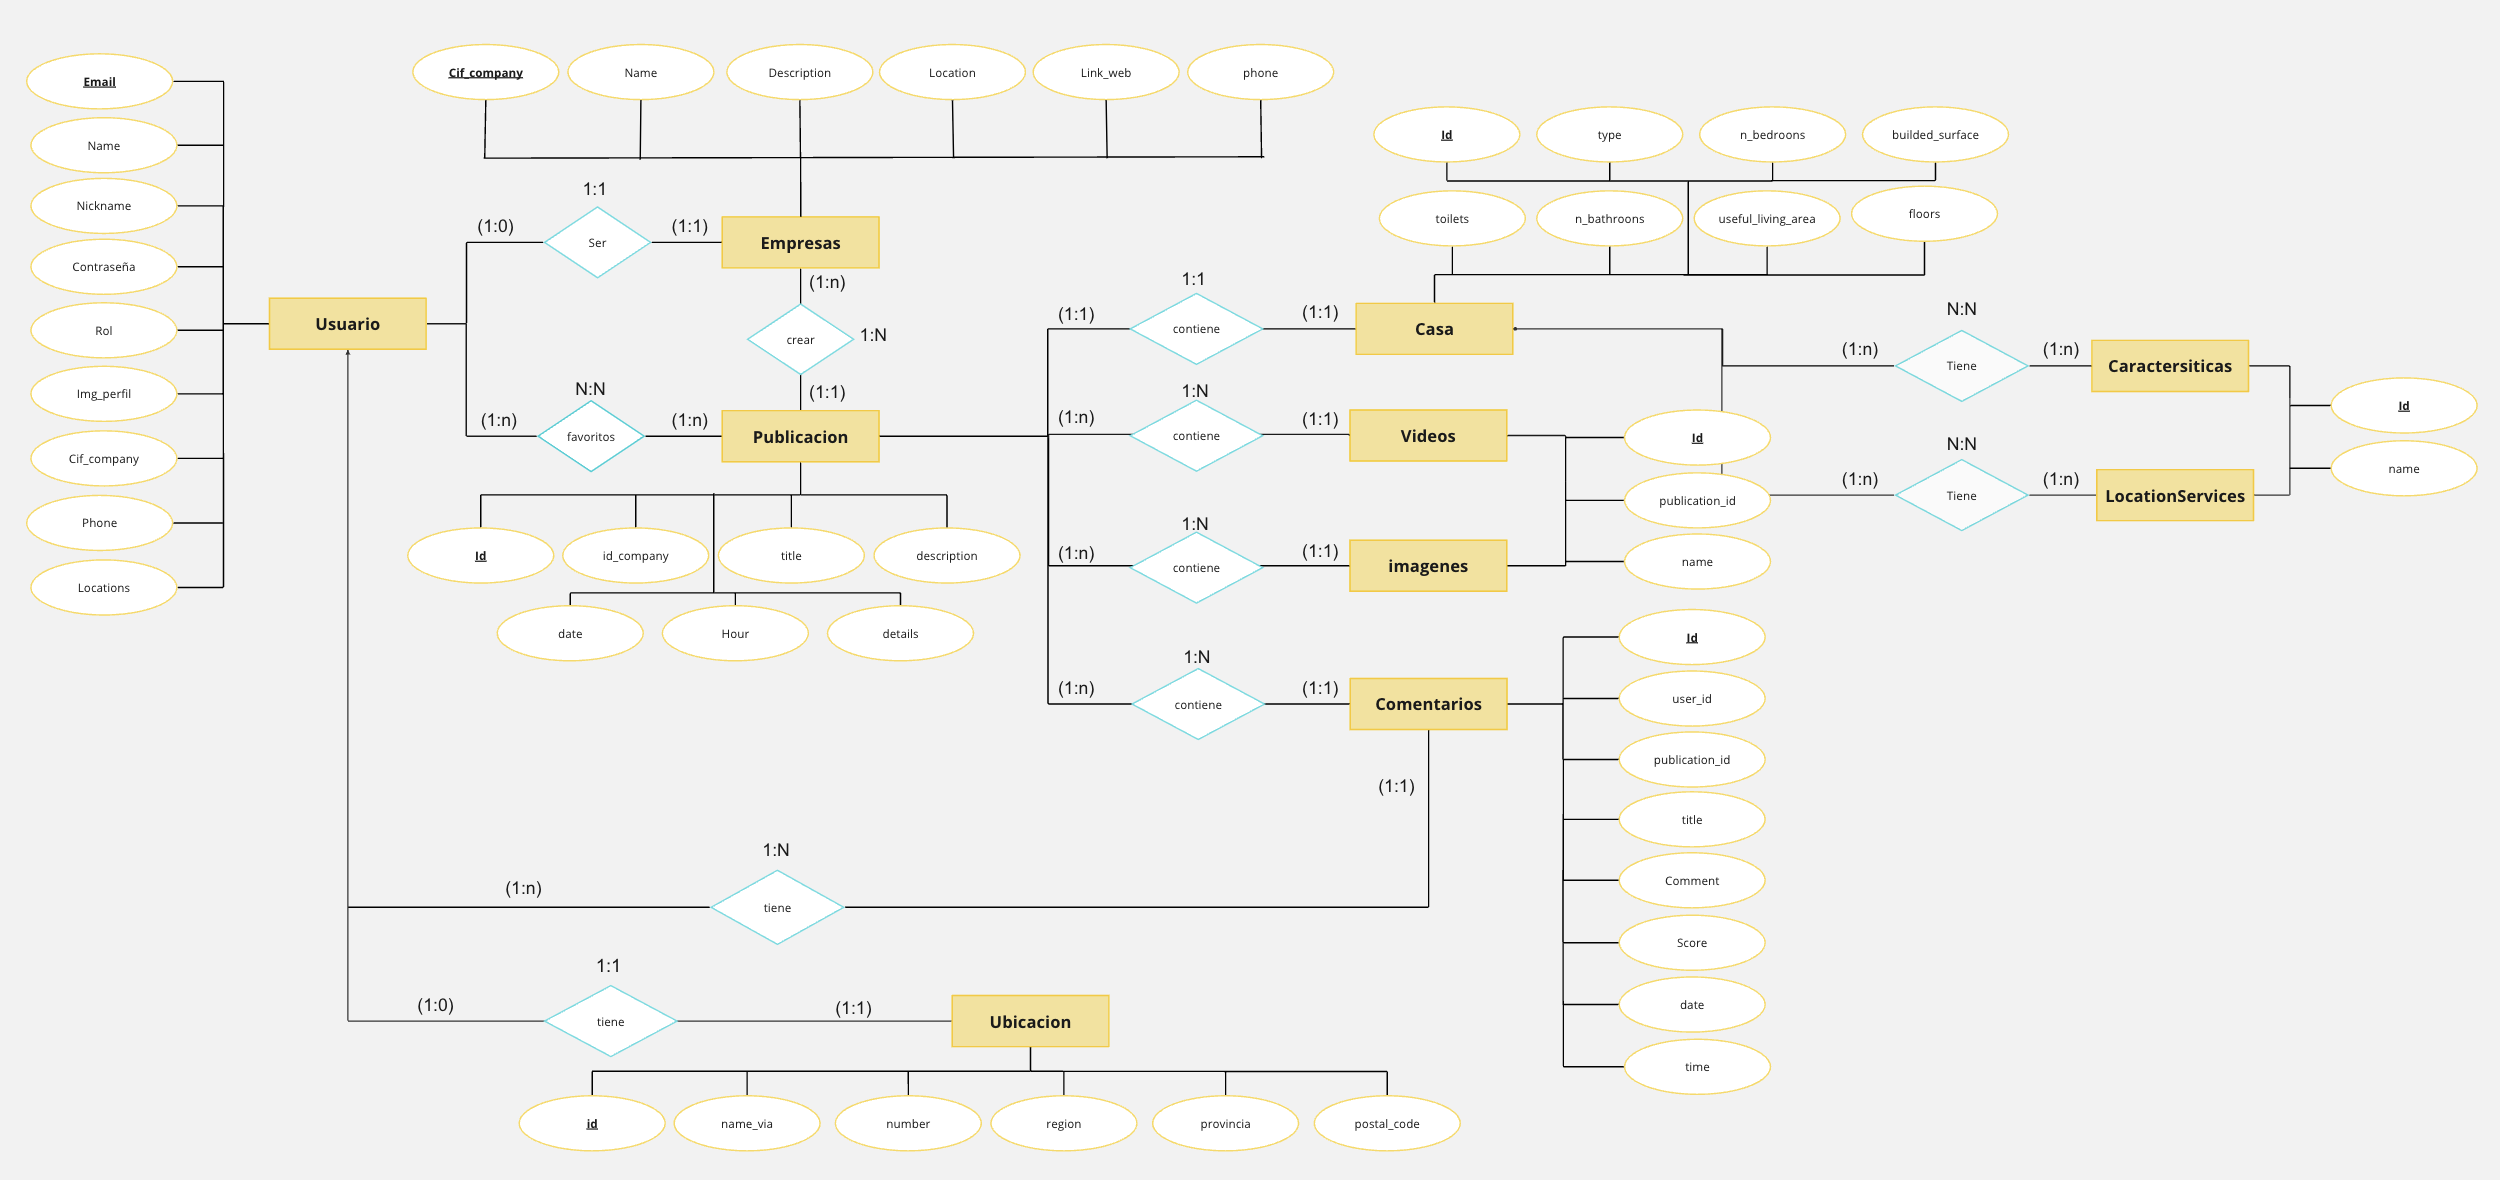 Email
Name
Nickname
Contraseña
Rol
Img_perfil
Cif_company
Phone
Locations
Usuario
Cif_company
Name
Description
Location
Link_web
phone
1:1
(1:0)
Ser
(1:1)
Empresas
(1:n)
crear
1:N
(1:1)
N:N
(1:n)
favoritos
(1:n)
Publicacion
Id
id_company
title
description
date
Hour
details
Id
type
n_bedroons
builded_surface
toilets
n_bathroons
useful_living_area
floors
1:1
(1:1)
contiene
(1:1)
Casa
1:N
(1:n)
contiene
(1:1)
Videos
1:N
(1:n)
contiene
(1:1)
imagenes
Id
publication_id
name
N:N
(1:n)
Tiene
(1:n)
Caractersiticas
N:N
(1:n)
Tiene
(1:n)
LocationServices
Id
name
1:N
(1:n)
contiene
(1:1)
Comentarios
Id
user_id
publication_id
title
Comment
Score
date
time
(1:1)
1:N
(1:n)
tiene
1:1
(1:0)
tiene
(1:1)
Ubicacion
id
name_via
number
region
provincia
postal_code